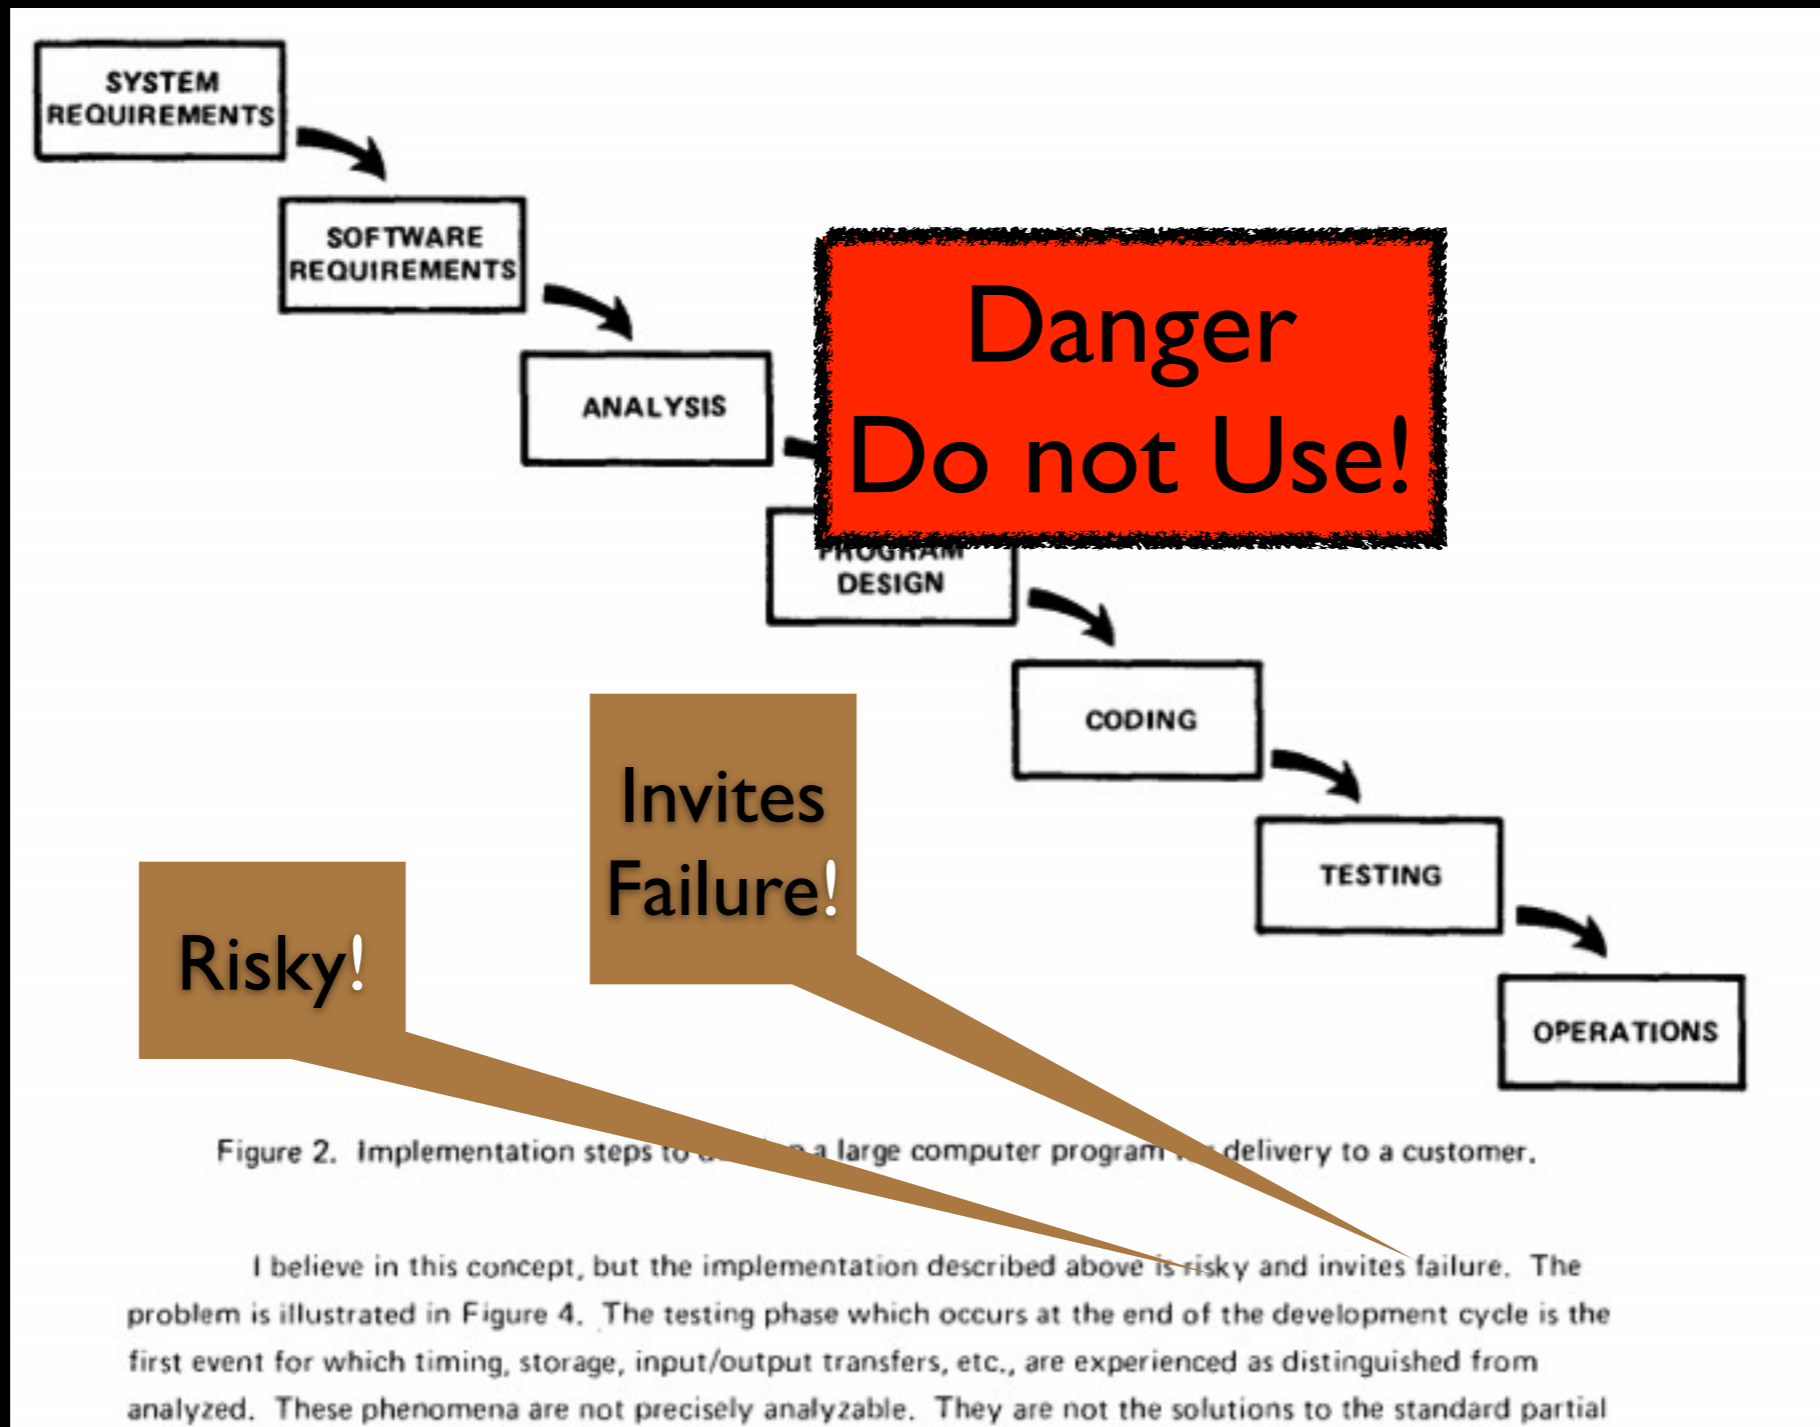 SYSTEM
REQUIREMENTS
SOFTWARE
REQUIREMENTS
ANALYSIS
Danger
Do not Use!
PROGRAM
DESIGN
CODING
TESTING
OPERATIONS
Invites
Failure!
Risky!
Figure 2. Implementation steps to a large computer program delivery to a customer.
I believe in this concept, but the implementation described above is risky and invites failure. The
problem is illustrated in Figure 4. The testing phase which occurs at the end of the development cycle is the
first event for which timing, storage, input/output transfers, etc., are experienced as distinguished from
analyzed. These phenomena are not precisely analyzable. They are not the solutions to the standard partial